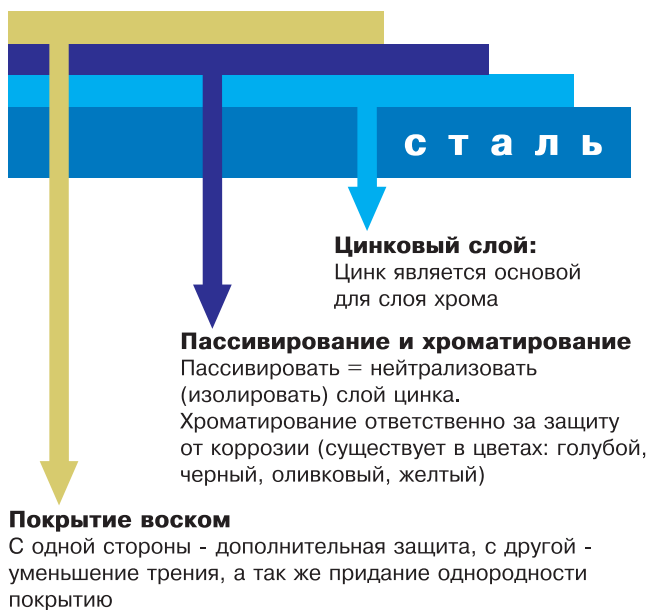 сталь
Цинковый слой:
Цинк является основой
для слоя хрома
Пассивирование и хроматирование
Пассивировать = нейтрализовать
(изолировать) слой цинка.
Хроматирование ответственно за защиту
от коррозии (существует в цветах: голубой,
черный, оливковый, желтый)
Покрытие воском
С одной стороны - дополнительная защита, с другой -
уменьшение трения, а так же придание однородности
покрытию